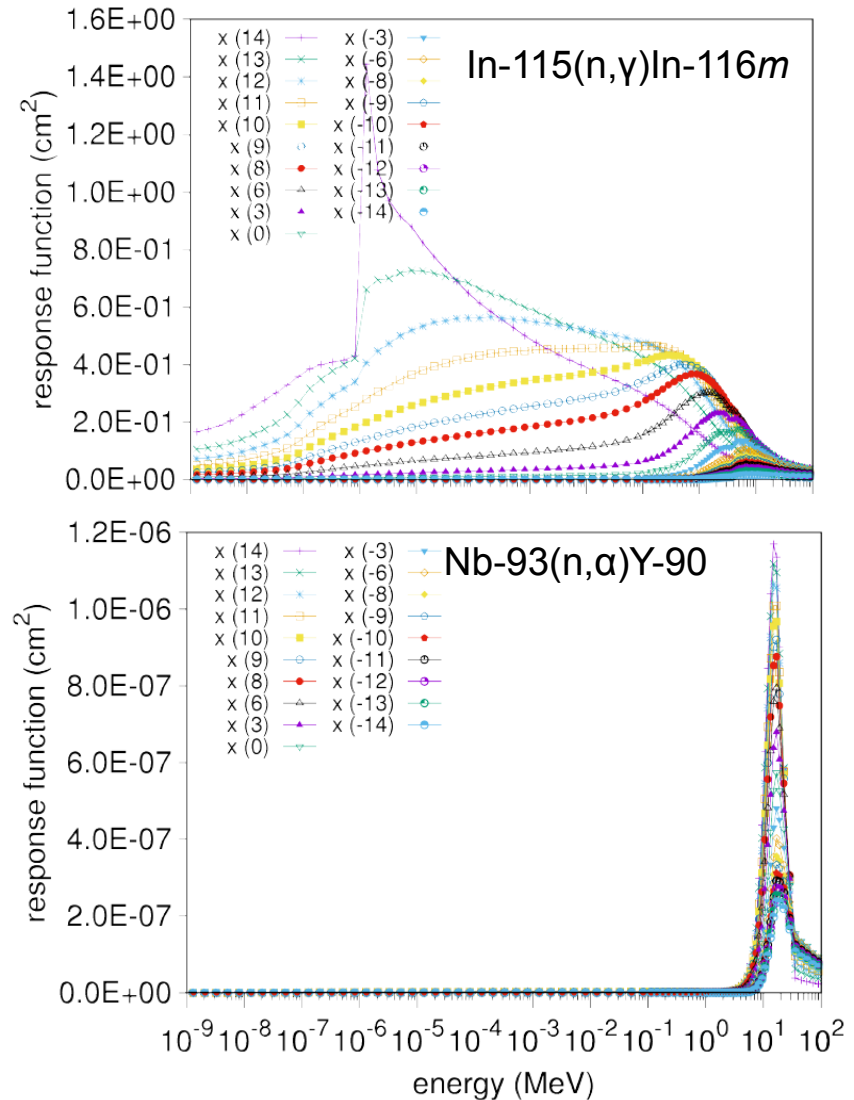 In-115(n,γ)In-116m
response function (cm²)
1.6E+00
1.4E+00
1.2E+00
1.0E+00
8.0E-01
6.0E-01
4.0E-01
2.0E-01
0.0E+00
x (14) x (-3)
x (13) x (-6)
x (12) x (-8)
x (11) x (-9)
x (10) x (-10)
x (9) x (-11)
x (8) x (-12)
x (6) x (-13)
x (3) x (-14)
x (0)
Nb-93(n,α)Y-90
response function (cm²)
1.2E-06
1.0E-06
8.0E-07
6.0E-07
4.0E-07
2.0E-07
0.0E+00
x (14) x (-3)
x (13) x (-6)
x (12) x (-8)
x (11) x (-9)
x (10) x (-10)
x (9) x (-11)
x (8) x (-12)
x (6) x (-13)
x (3) x (-14)
x (0)
10⁻⁹ 10⁻⁸ 10⁻⁷ 10⁻⁶ 10⁻⁵ 10⁻⁴ 10⁻³ 10⁻² 10⁻¹ 10⁰ 10¹ 10²
energy (MeV)